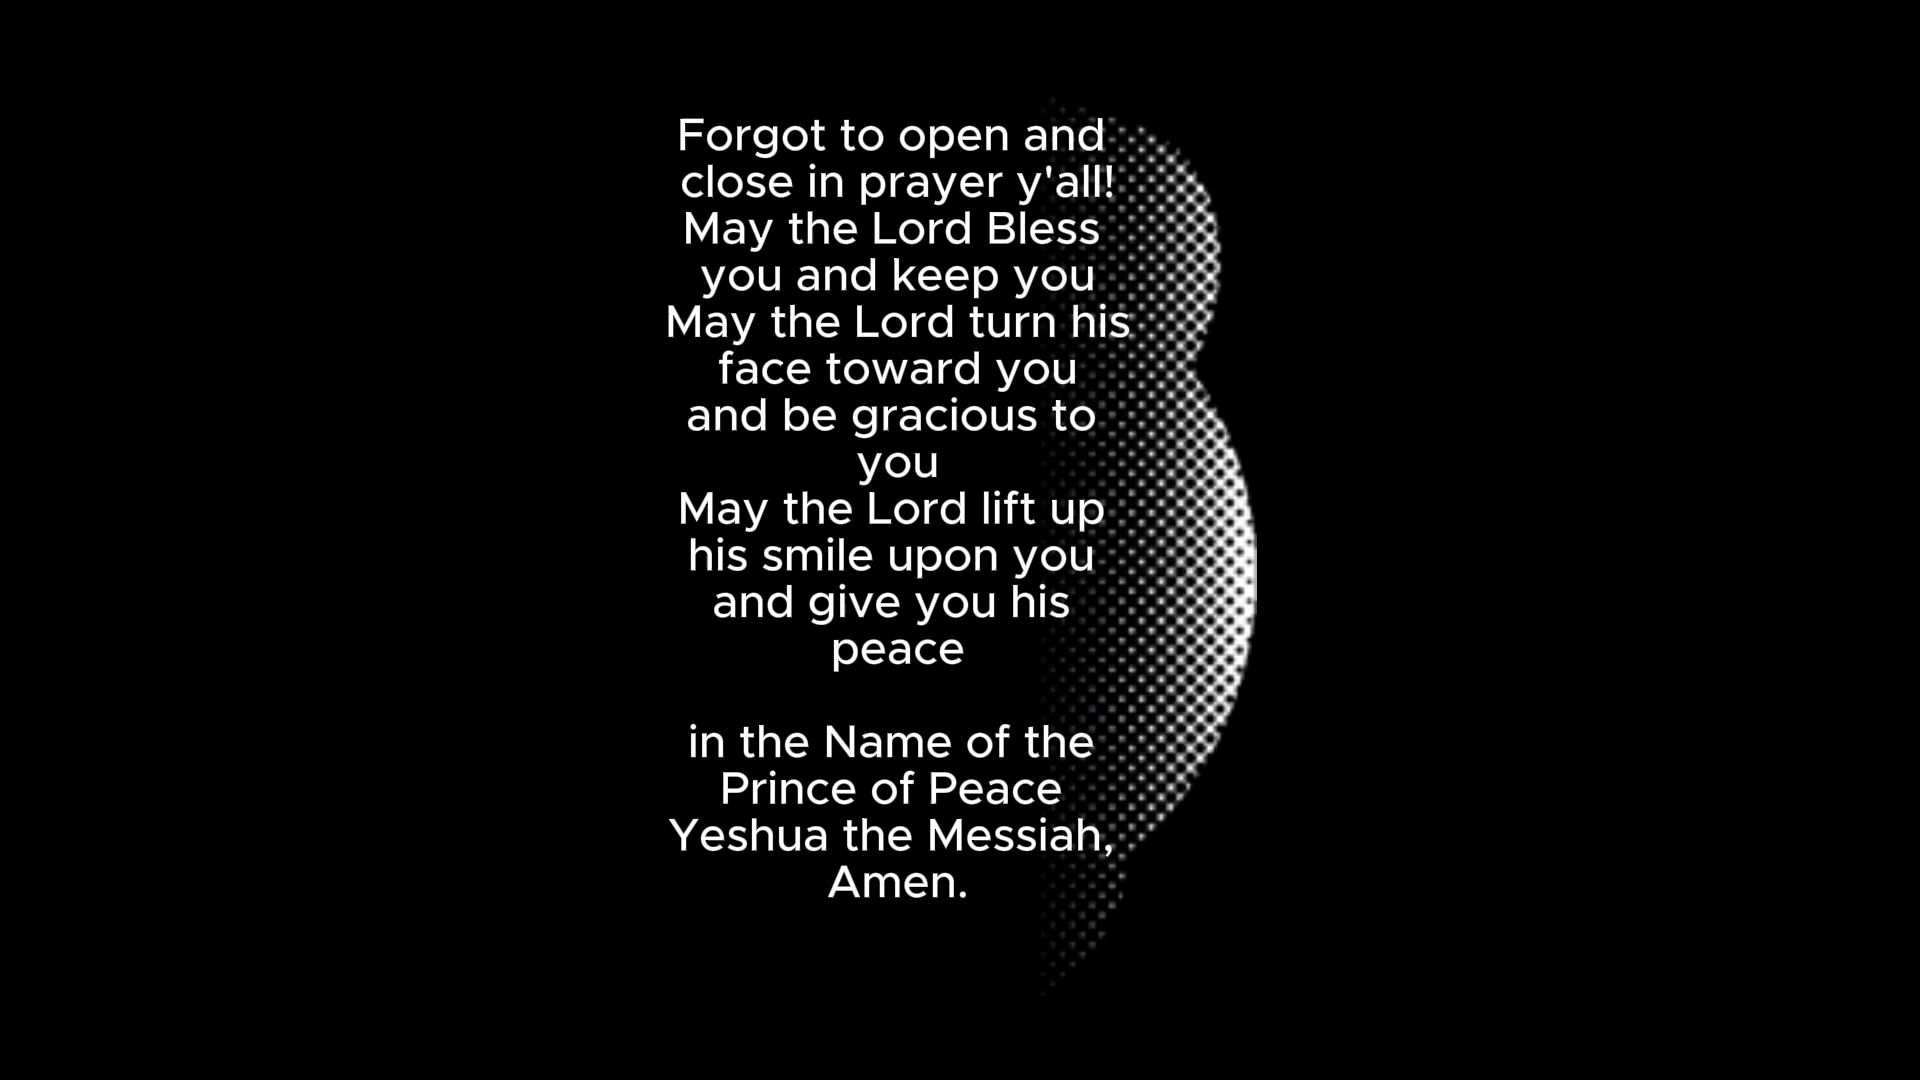 Forgot to open and
close in prayer y'all!
May the Lord Bless
you and keep you
May the Lord turn his
face toward you
and be gracious to
you
May the Lord lift up
his smile upon you
and give you his
peace
in the Name of the
Prince of Peace
Yeshua the Messiah,
Amen.